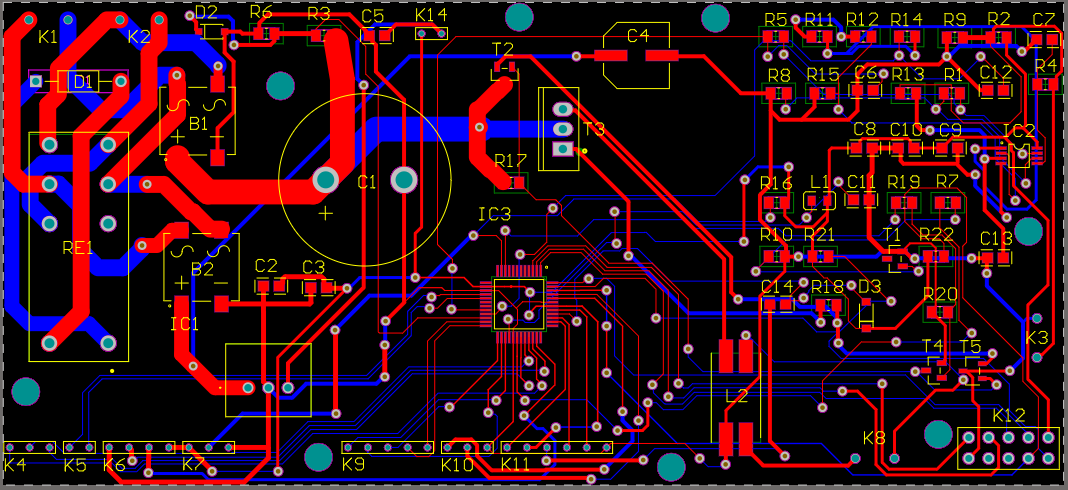 D2 R6 R3 C5 K14 C4 R5 R11 R12 R14 R9 R2 C7
K1 K2
T2 R4
D1 R8 R15 C6 R13 R1 C12
B1 T3 C8 C10 C9 IC2
R17
C1 R16 L1 C11 R19 R7
+
IC3
RE1 R10 R21 T1 R22 C13
B2 C2 C3 C14 R18 D3 R20
IC1
K3
T4 T5
L2
K12
K8
K4 K5 K6 K7 K9 K10 K11